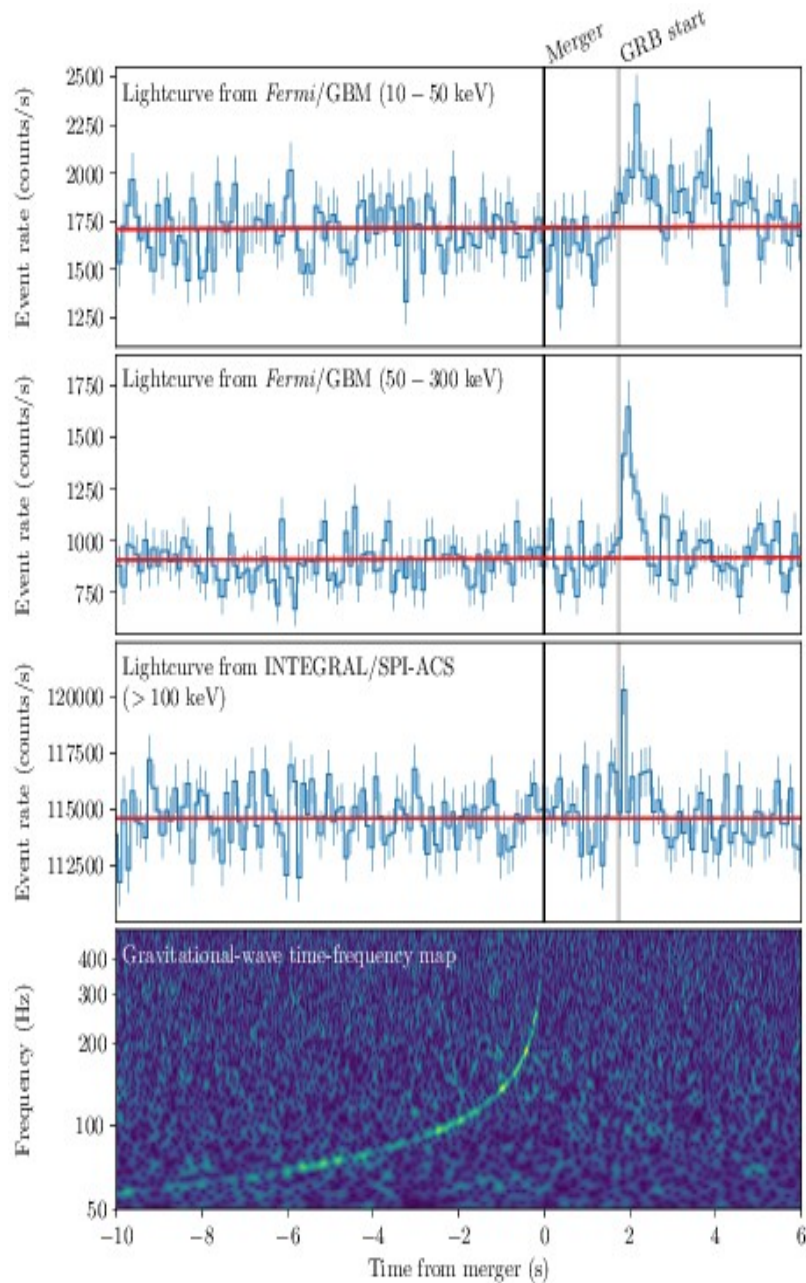 Merger
GRB start
Lightcurve from Fermi/GBM (10 − 50 keV)
Event rate (counts/s)
2500
2250
2000
1750
1500
1250
Lightcurve from Fermi/GBM (50 − 300 keV)
Event rate (counts/s)
1750
1500
1250
1000
750
Lightcurve from INTEGRAL/SPI-ACS
(> 100 keV)
Event rate (counts/s)
120000
117500
115000
112500
Gravitational-wave time-frequency map
Frequency (Hz)
400
300
200
100
50
−10 −8 −6 −4 −2 0 2 4 6
Time from merger (s)